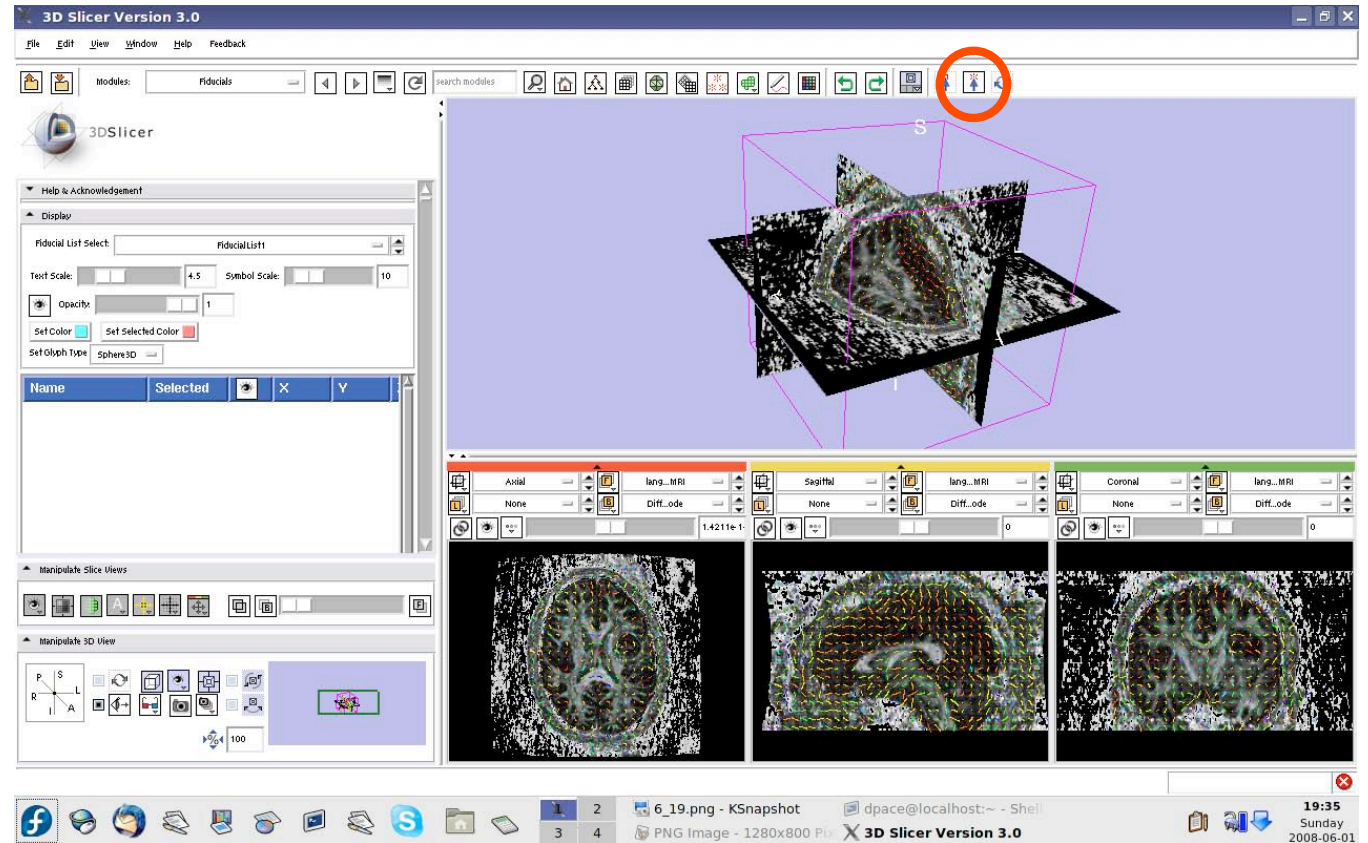 3D Slicer Version 3.0
File Edit View Window Help Feedback
Modules: Fiducials search modules
3DSlicer
Help & Acknowledgement
Display
Fiducial List Select: FiducialList1
Text Scale: 4.5 Symbol Scale: 10
Opacity: 1
Set Color Set Selected Color
Set Glyph Type Sphere3D
Name Selected X Y
Manipulate Slice Views
Manipulate 3D View
P S
R L
I A
100
S
A
I
Axial lang...MRI Sagittal lang...MRI Coronal lang...MRI
None Diff...ode None Diff...ode None Diff...ode
1.4211e-1 0 0
1 2 6_19.png - KSnapshot dpace@localhost:~ - Shell
3 4 PNG Image - 1280x800 3D Slicer Version 3.0
19:35
Sunday
2008-06-01